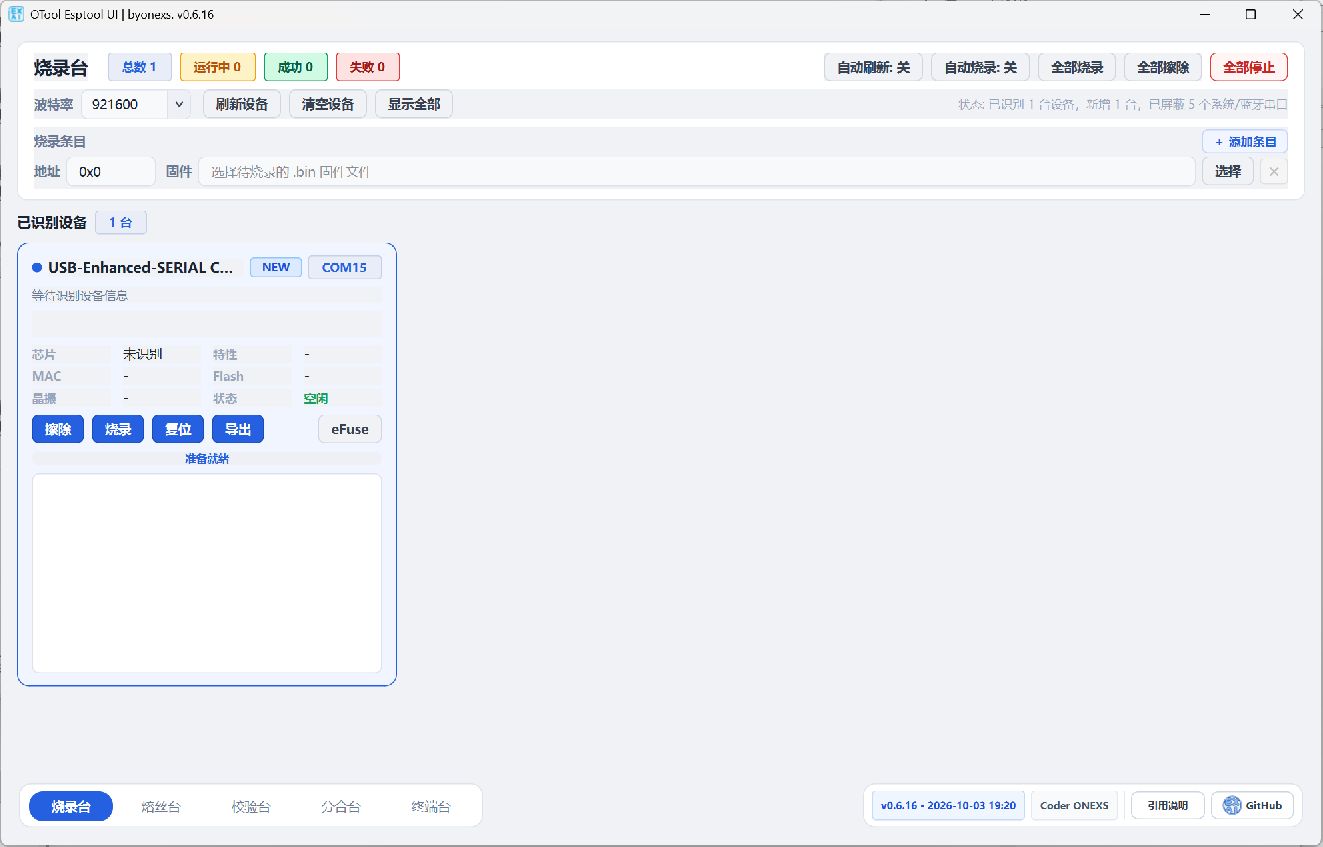 OTool Esptool UI | byonexs. v0.6.16
烧录台 总数 1 运行中 0 成功 0 失败 0 自动刷新: 关 自动烧录: 关 全部烧录 全部擦除 全部停止
波特率 921600 刷新设备 清空设备 显示全部 状态: 已识别 1 台设备, 新增 1 台, 已屏蔽 5 个系统/蓝牙串口
烧录条目 + 添加条目
地址 0x0 固件 选择待烧录的 .bin 固件文件 选择 ×
已识别设备 1 台
USB-Enhanced-SERIAL C... NEW COM15
等待识别设备信息
芯片 未识别 特性 -
MAC - Flash -
晶振 - 状态 空闲
擦除 烧录 复位 导出 eFuse
准备就绪
烧录台 熔丝台 校验台 分合台 终端台 v0.6.16 - 2026-10-03 19:20 Coder ONEXS 引用说明 GitHub